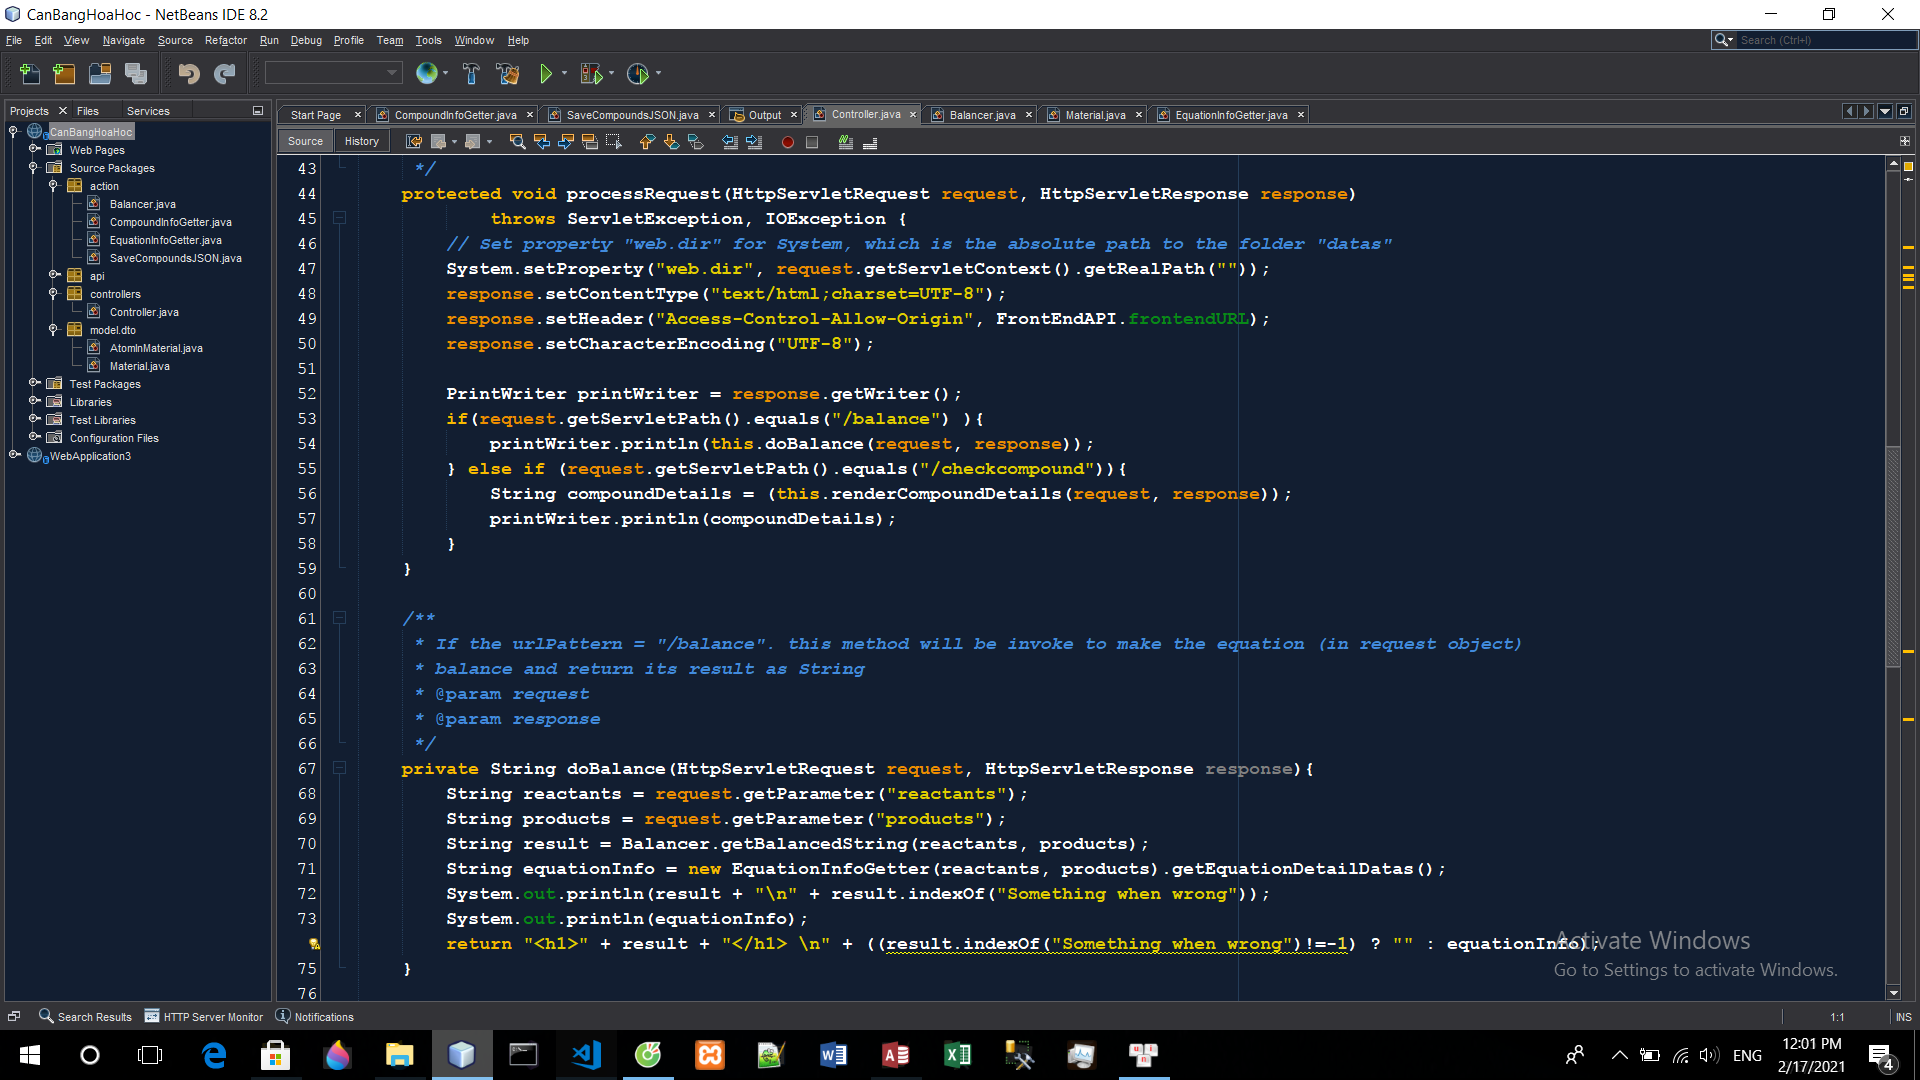 CanBangHoaHoc - NetBeans IDE 8.2
File Edit View Navigate Source Refactor Run Debug Profile Team Tools Window Help
Search (Ctrl+I)
Projects Files Services
Start Page CompoundInfoGetter.java SaveCompoundsJSON.java Output Controller.java Balancer.java Material.java EquationInfoGetter.java
Source History
CanBangHoaHoc
Web Pages
Source Packages
action
Balancer.java
CompoundInfoGetter.java
EquationInfoGetter.java
SaveCompoundsJSON.java
api
controllers
Controller.java
model.dto
AtomInMaterial.java
Material.java
Test Packages
Libraries
Test Libraries
Configuration Files
WebApplication3
43 */
44 protected void processRequest(HttpServletRequest request, HttpServletResponse response)
45 throws ServletException, IOException {
46 // Set property "web.dir" for System, which is the absolute path to the folder "datas"
47 System.setProperty("web.dir", request.getServletContext().getRealPath(""));
48 response.setContentType("text/html;charset=UTF-8");
49 response.setHeader("Access-Control-Allow-Origin", FrontEndAPI.frontendURL);
50 response.setCharacterEncoding("UTF-8");
51
52 PrintWriter printWriter = response.getWriter();
53 if(request.getServletPath().equals("/balance") ){
54 printWriter.println(this.doBalance(request, response));
55 } else if (request.getServletPath().equals("/checkcompound")){
56 String compoundDetails = (this.renderCompoundDetails(request, response));
57 printWriter.println(compoundDetails);
58 }
59 }
60
61 /**
62 * If the urlPattern = "/balance". this method will be invoke to make the equation (in request object)
63 * balance and return its result as String
64 * @param request
65 * @param response
66 */
67 private String doBalance(HttpServletRequest request, HttpServletResponse response){
68 String reactants = request.getParameter("reactants");
69 String products = request.getParameter("products");
70 String result = Balancer.getBalancedString(reactants, products);
71 String equationInfo = new EquationInfoGetter(reactants, products).getEquationDetailDatas();
72 System.out.println(result + "\n" + result.indexOf("Something when wrong"));
73 System.out.println(equationInfo);
return "<h1>" + result + "</h1> \n" + ((result.indexOf("Something when wrong")!=-1) ? "" : equationInfo);
75 }
76
Activate Windows
Go to Settings to activate Windows.
Search Results HTTP Server Monitor Notifications
1:1 INS
ENG
12:01 PM
2/17/2021
4